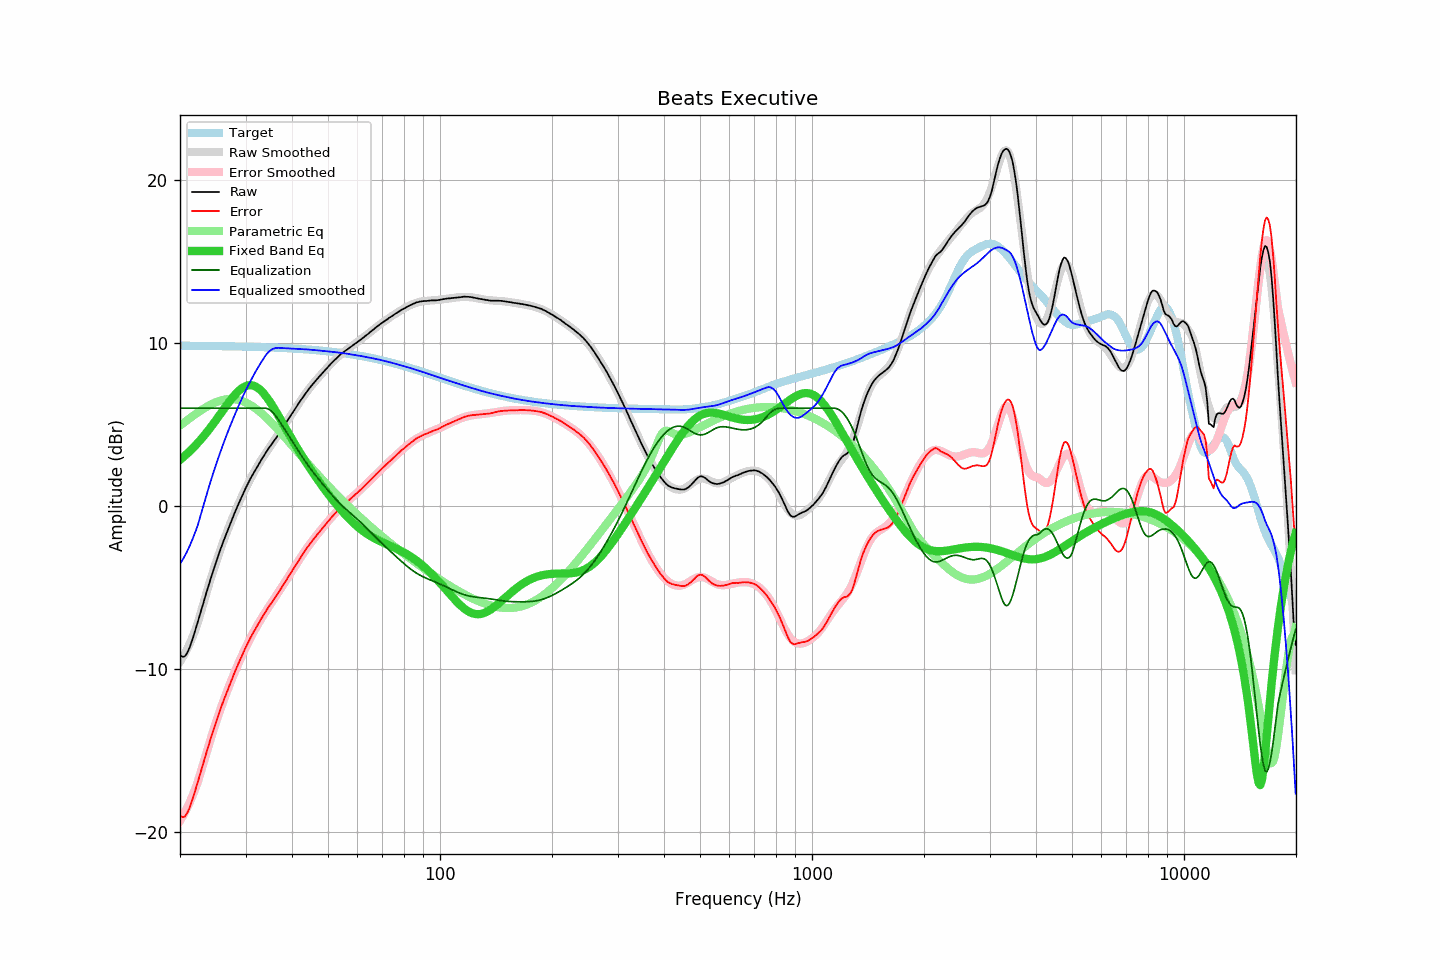 Beats Executive
Target
Raw Smoothed
Error Smoothed
Raw
Error
Parametric Eq
Fixed Band Eq
Equalization
Equalized smoothed
20
10
0
−10
−20
Amplitude (dBr)
100
1000
10000
Frequency (Hz)